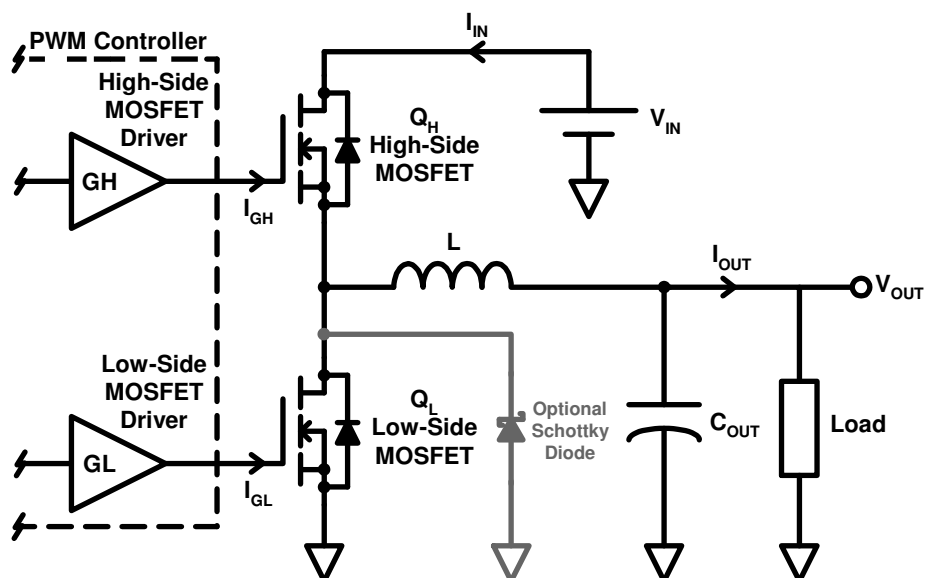 I_IN
PWM Controller
High-Side
MOSFET
Driver
GH
I_GH
Q_H
High-Side
MOSFET
V_IN
L
I_OUT
V_OUT
Low-Side
MOSFET
Driver
GL
I_GL
Q_L
Low-Side
MOSFET
Optional
Schottky
Diode
C_OUT
Load